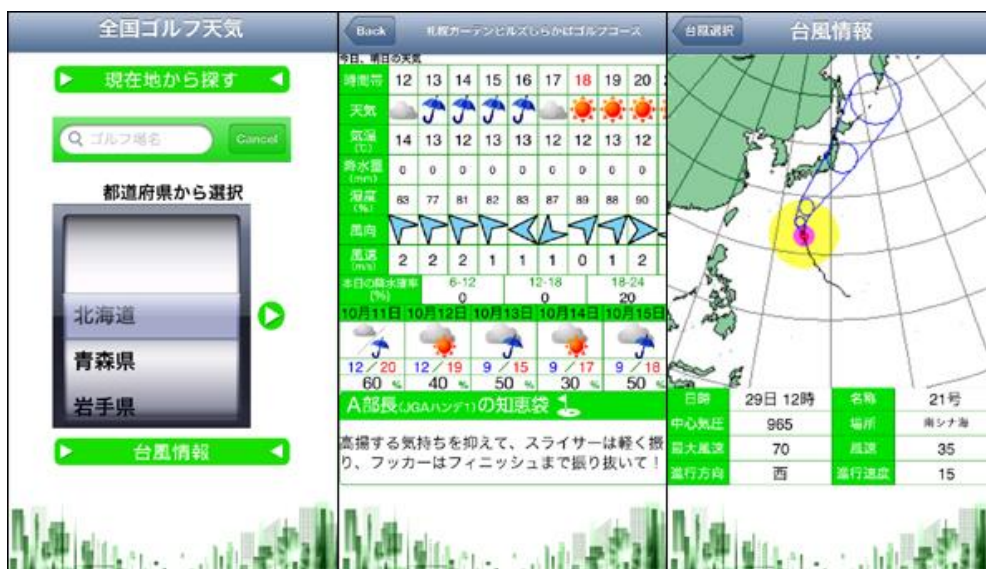 全国ゴルフ天気
現在地から探す
ゴルフ場名
Cancel
都道府県から選択
北海道
青森県
岩手県
台風情報
Back
札幌ガーデンヒルズしらかばゴルフコース
今日、明日の天気
時間帯 12 13 14 15 16 17 18 19 20
天気
気温(℃) 14 13 12 13 13 12 12 13 12
降水量(mm) 0 0 0 0 0 0 0 0 0
湿度(%) 63 77 81 82 83 87 89 88 90
風向
風速(m/s) 2 2 2 1 1 1 0 1 2
本日の降水確率(%) 6-12 12-18 18-24
0 0 20
10月11日 10月12日 10月13日 10月14日 10月15日
12/20 12/19 9/15 9/17 9/18
60% 40% 50% 30% 50%
A部長(JGAハンデ1)の知恵袋
高揚する気持ちを抑えて、スライサーは軽く振
り、フッカーはフィニッシュまで振り抜いて!
台風選択
台風情報
日時 29日 12時 名称 21号
中心気圧 965 場所 南シナ海
最大風速 70 風速 35
進行方向 西 進行速度 15